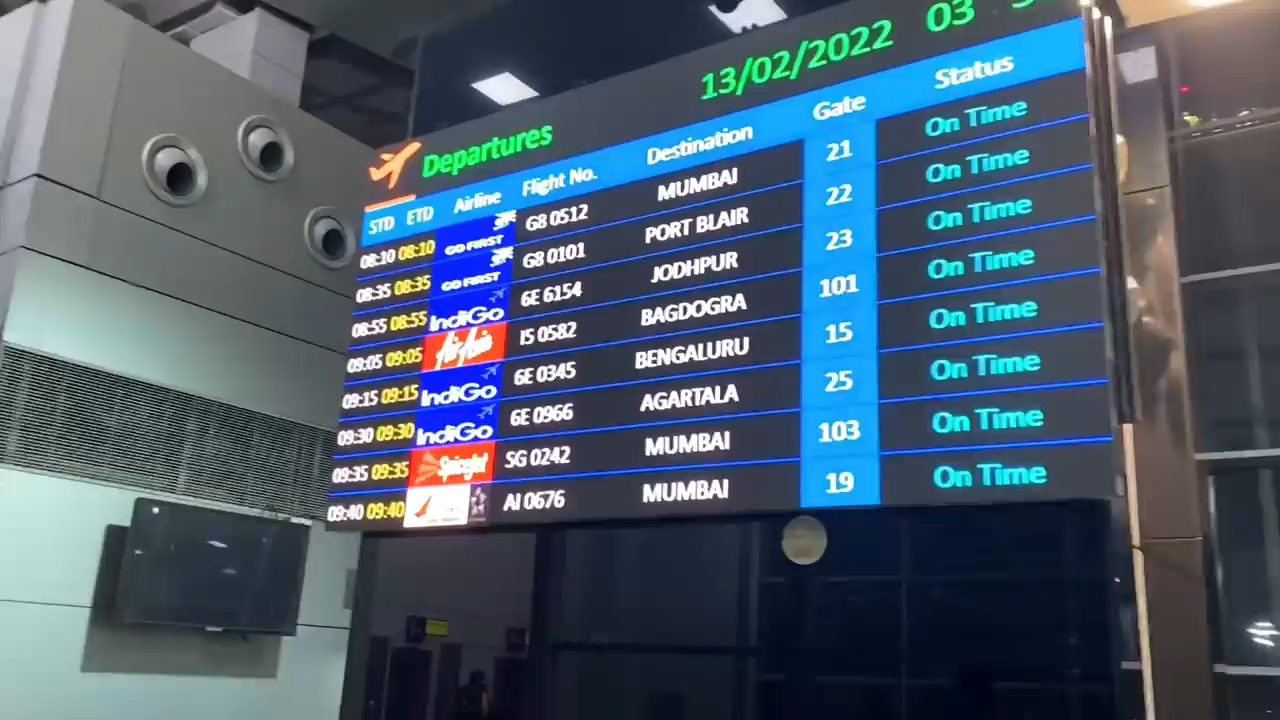 13/02/2022 03
Departures
STD ETD Airline Flight No. Destination Gate Status
08:10 08:10 GO FIRST G8 0512 MUMBAI 21 On Time
08:35 08:35 GO FIRST G8 0101 PORT BLAIR 22 On Time
08:55 08:55 IndiGo 6E 6154 JODHPUR 23 On Time
09:05 09:05 AirAsia I5 0582 BAGDOGRA 101 On Time
09:15 09:15 IndiGo 6E 0345 BENGALURU 15 On Time
09:30 09:30 IndiGo 6E 0966 AGARTALA 25 On Time
09:35 09:35 SpiceJet SG 0242 MUMBAI 103 On Time
09:40 09:40 AI 0676 MUMBAI 19 On Time